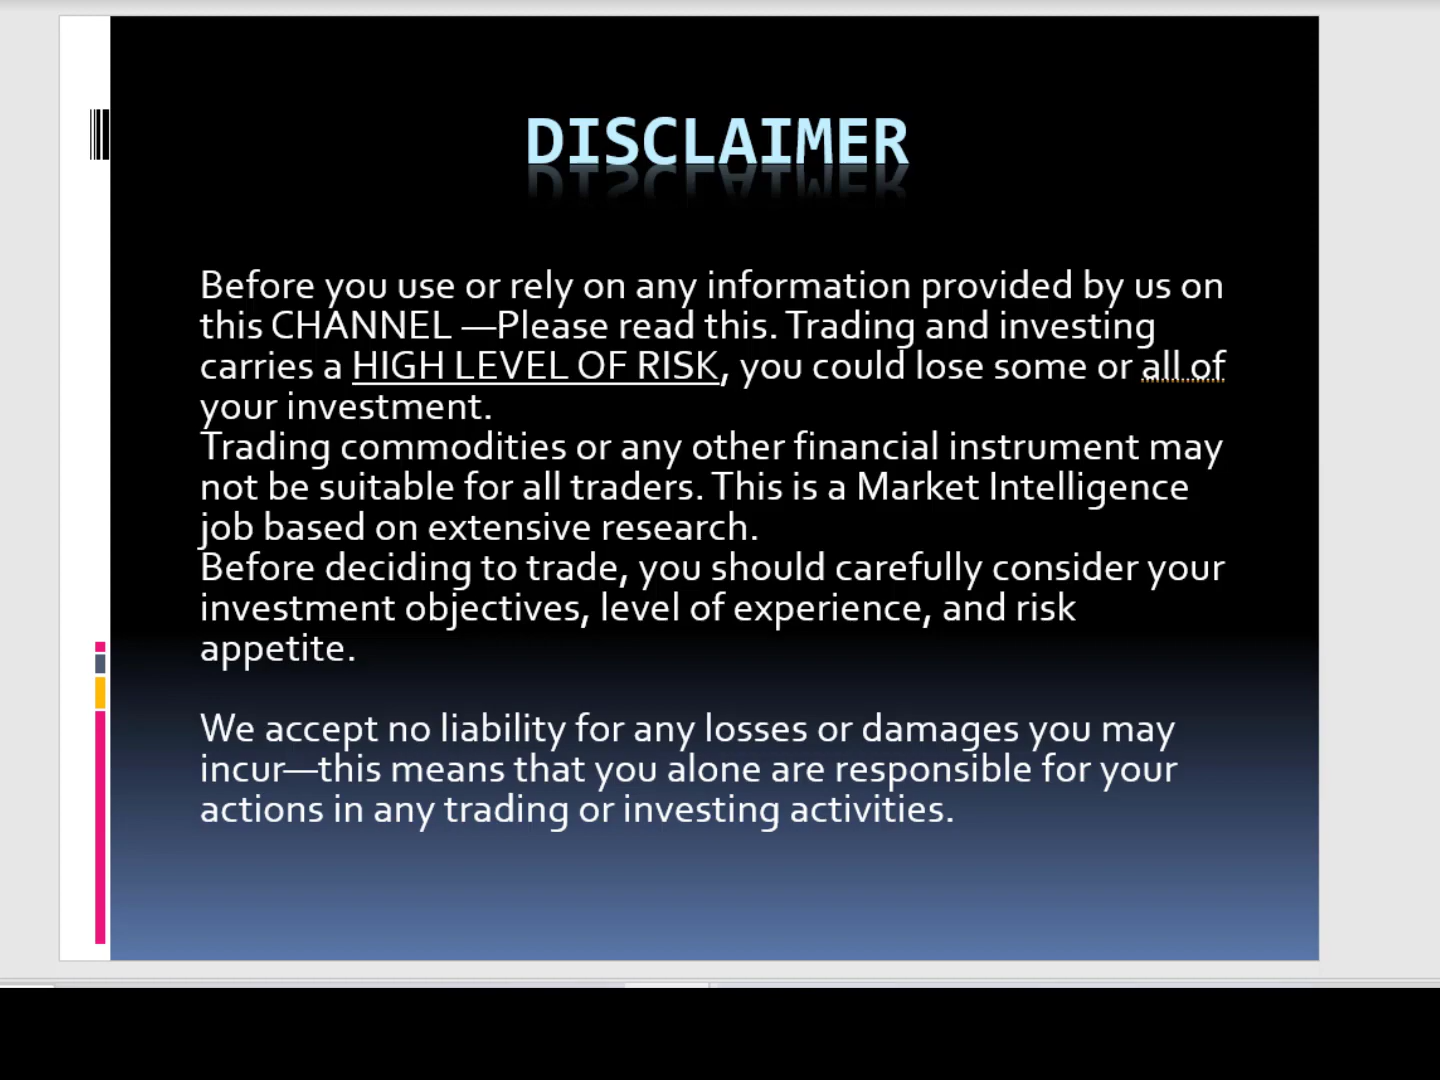 DISCLAIMER
Before you use or rely on any information provided by us on
this CHANNEL —Please read this. Trading and investing
carries a HIGH LEVEL OF RISK, you could lose some or all of
your investment.
Trading commodities or any other financial instrument may
not be suitable for all traders. This is a Market Intelligence
job based on extensive research.
Before deciding to trade, you should carefully consider your
investment objectives, level of experience, and risk
appetite.
We accept no liability for any losses or damages you may
incur—this means that you alone are responsible for your
actions in any trading or investing activities.